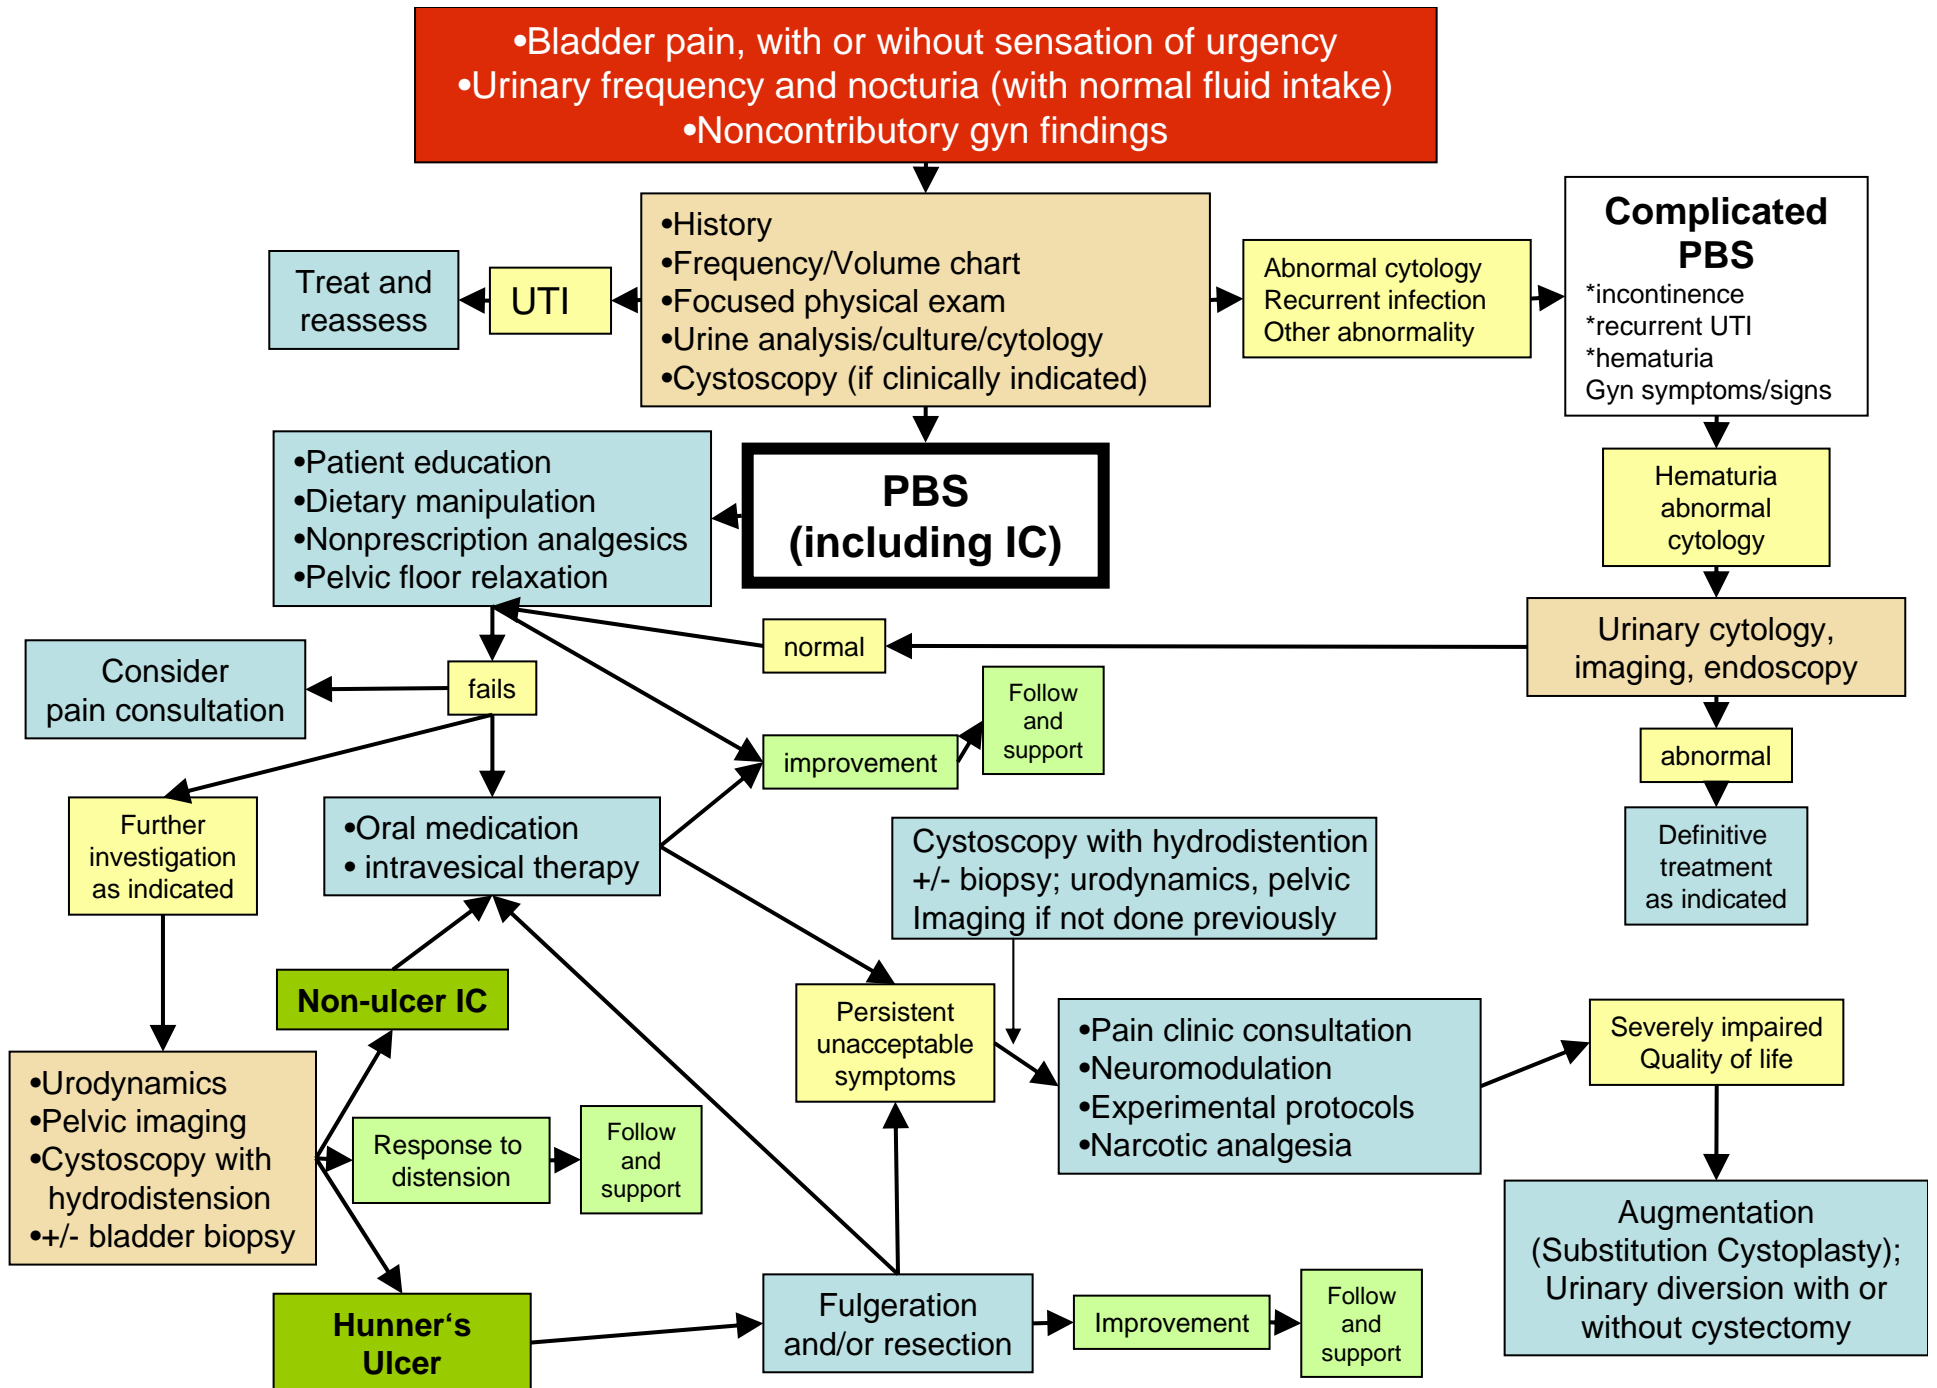 •Bladder pain, with or wihout sensation of urgency
•Urinary frequency and nocturia (with normal fluid intake)
•Noncontributory gyn findings
•History
•Frequency/Volume chart
•Focused physical exam
•Urine analysis/culture/cytology
•Cystoscopy (if clinically indicated)
UTI
Treat and
reassess
Abnormal cytology
Recurrent infection
Other abnormality
Complicated
PBS
*incontinence
*recurrent UTI
*hematuria
Gyn symptoms/signs
•Patient education
•Dietary manipulation
•Nonprescription analgesics
•Pelvic floor relaxation
PBS
(including IC)
Hematuria
abnormal
cytology
Urinary cytology,
imaging, endoscopy
normal
Consider
pain consultation
fails
Follow
and
support
improvement
abnormal
Further
investigation
as indicated
•Oral medication
• intravesical therapy
Cystoscopy with hydrodistention
+/- biopsy; urodynamics, pelvic
Imaging if not done previously
Definitive
treatment
as indicated
Non-ulcer IC
Persistent
unacceptable
symptoms
•Pain clinic consultation
•Neuromodulation
•Experimental protocols
•Narcotic analgesia
Severely impaired
Quality of life
•Urodynamics
•Pelvic imaging
•Cystoscopy with
hydrodistension
•+/- bladder biopsy
Response to
distension
Follow
and
support
Augmentation
(Substitution Cystoplasty);
Urinary diversion with or
without cystectomy
Hunner‘s
Ulcer
Fulgeration
and/or resection
Improvement
Follow
and
support